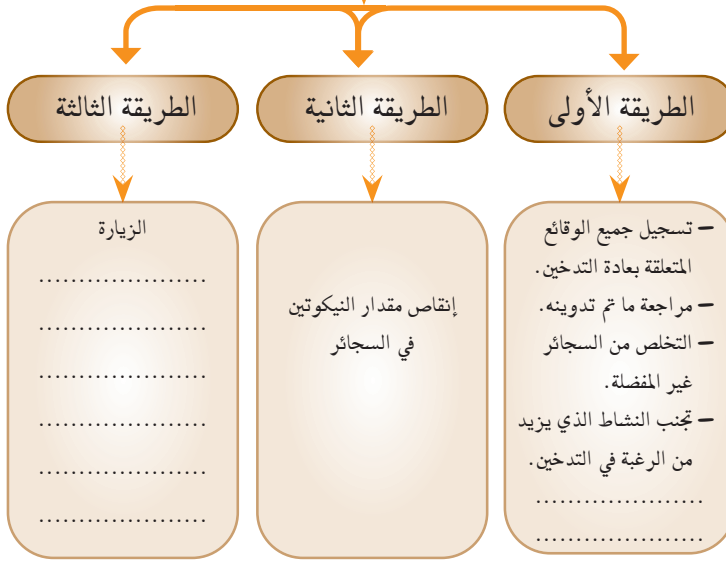 الطريقة الأولى
– تسجيل جميع الوقائع
المتعلقة بعادة التدخين.
– مراجعة ما تم تدوينه.
– التخلص من السجائر
غير المفضلة.
– تجنب النشاط الذي يزيد
من الرغبة في التدخين.
.....................
.....................
الطريقة الثانية
إنقاص مقدار النيكوتين
في السجائر
الطريقة الثالثة
الزيارة
.....................
.....................
.....................
.....................
.....................
.....................